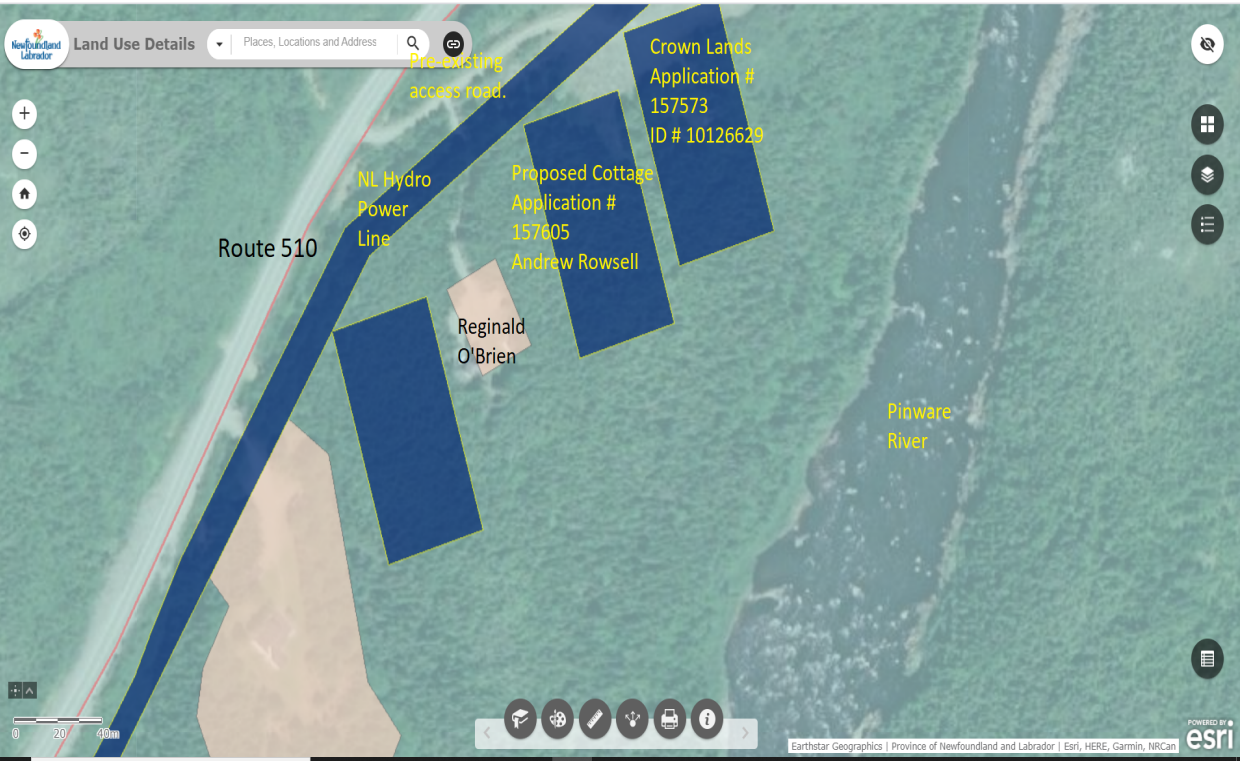 Newfoundland
Labrador
Land Use Details
Places, Locations and Address
Pre-existing
access road.
Crown Lands
Application #
157573
ID # 10126629
NL Hydro
Power
Line
Proposed Cottage
Application #
157605
Andrew Rowsell
Route 510
Reginald
O'Brien
Pinware
River
0 20 40m
Earthstar Geographics | Province of Newfoundland and Labrador | Esri, HERE, Garmin, NRCan
POWERED BY
esri